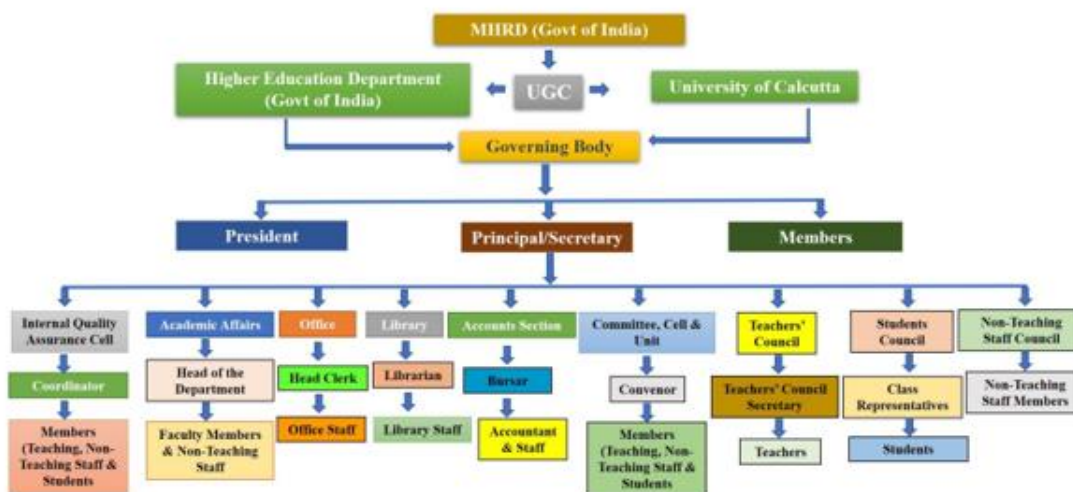 MHRD (Govt of India)
Higher Education Department
(Govt of India)
UGC
University of Calcutta
Governing Body
President
Principal/Secretary
Members
Internal Quality
Assurance Cell
Academic Affairs
Office
Library
Accounts Section
Committee, Cell &
Unit
Teachers'
Council
Students
Council
Non-Teaching
Staff Council
Coordinator
Head of the
Department
Head Clerk
Librarian
Bursar
Convenor
Teachers' Council
Secretary
Class
Representatives
Non-Teaching
Staff Members
Members
(Teaching, Non-
Teaching Staff &
Students
Faculty Members
& Non-Teaching
Staff
Office Staff
Library Staff
Accountant
& Staff
Members
(Teaching, Non-
Teaching Staff &
Students
Teachers
Students